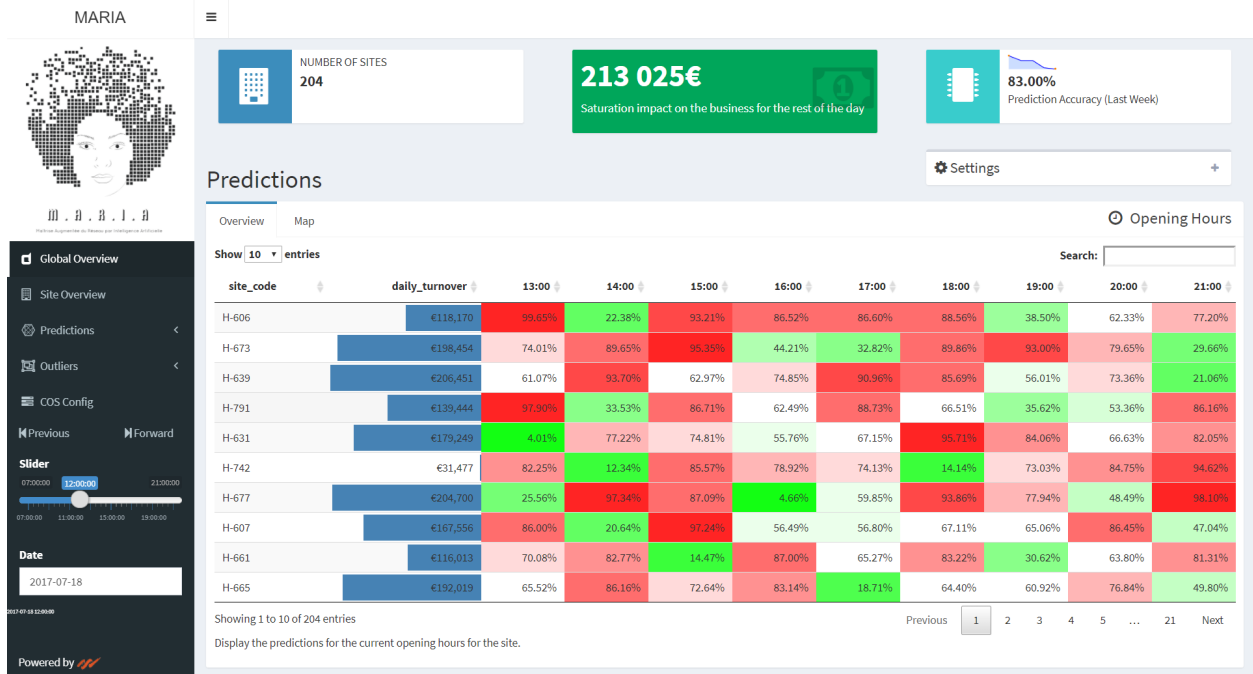 MARIA
M . A . R . I . A
Maîtrise Augmentée du Réseau par Intelligence Artificielle
Global Overview
Site Overview
Predictions
Outliers
COS Config
Previous Forward
Slider
07:00:00 12:00:00 21:00:00
07:00:00 11:00:00 15:00:00 19:00:00
Date
2017-07-18
2017-07-18 12:00:00
Powered by
NUMBER OF SITES
204
213 025€
Saturation impact on the business for the rest of the day
83.00%
Prediction Accuracy (Last Week)
Settings
Predictions
Overview Map Opening Hours
Show 10 entries Search:
site_code daily_turnover 13:00 14:00 15:00 16:00 17:00 18:00 19:00 20:00 21:00
H-606 €118,170 99.65% 22.38% 93.21% 86.52% 86.60% 88.56% 38.50% 62.33% 77.20%
H-673 €198,454 74.01% 89.65% 95.35% 44.21% 32.82% 89.86% 93.00% 79.65% 29.66%
H-639 €206,451 61.07% 93.70% 62.97% 74.85% 90.96% 85.69% 56.01% 73.36% 21.06%
H-791 €139,444 97.90% 33.53% 86.71% 62.49% 88.73% 66.51% 35.62% 53.36% 86.16%
H-631 €179,249 4.01% 77.22% 74.81% 55.76% 67.15% 95.71% 84.06% 66.63% 82.05%
H-742 €31,477 82.25% 12.34% 85.57% 78.92% 74.13% 14.14% 73.03% 84.75% 94.62%
H-677 €204,700 25.56% 97.34% 87.09% 4.66% 59.85% 93.86% 77.94% 48.49% 98.10%
H-607 €167,556 86.00% 20.64% 97.24% 56.49% 56.80% 67.11% 65.06% 86.45% 47.04%
H-661 €116,013 70.08% 82.77% 14.47% 87.00% 65.27% 83.22% 30.62% 63.80% 81.31%
H-665 €192,019 65.52% 86.16% 72.64% 83.14% 18.71% 64.40% 60.92% 76.84% 49.80%
Showing 1 to 10 of 204 entries Previous 1 2 3 4 5 … 21 Next
Display the predictions for the current opening hours for the site.